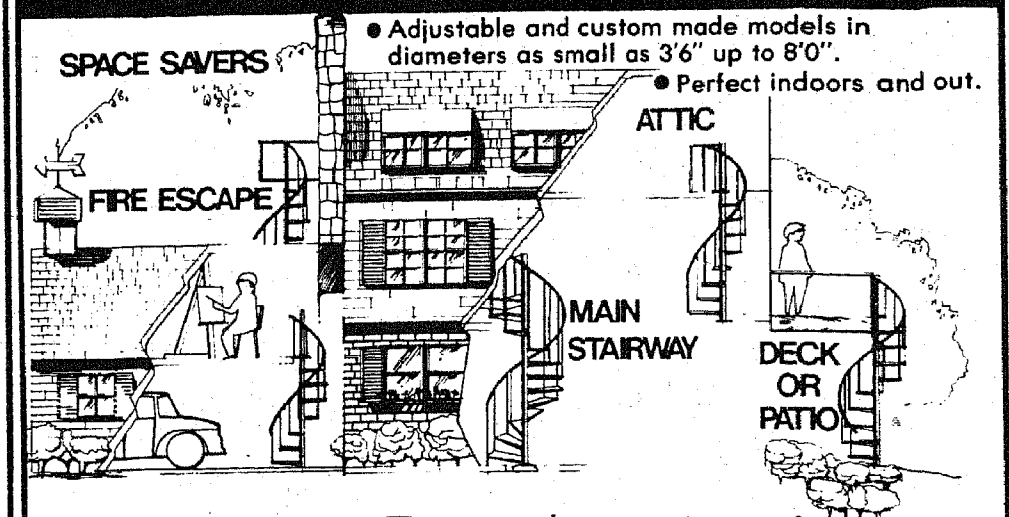 ● Adjustable and custom made models in
diameters as small as 3'6" up to 8'0".
● Perfect indoors and out.
SPACE SAVERS
ATTIC
FIRE ESCAPE
MAIN
STAIRWAY
DECK
OR
PATIO